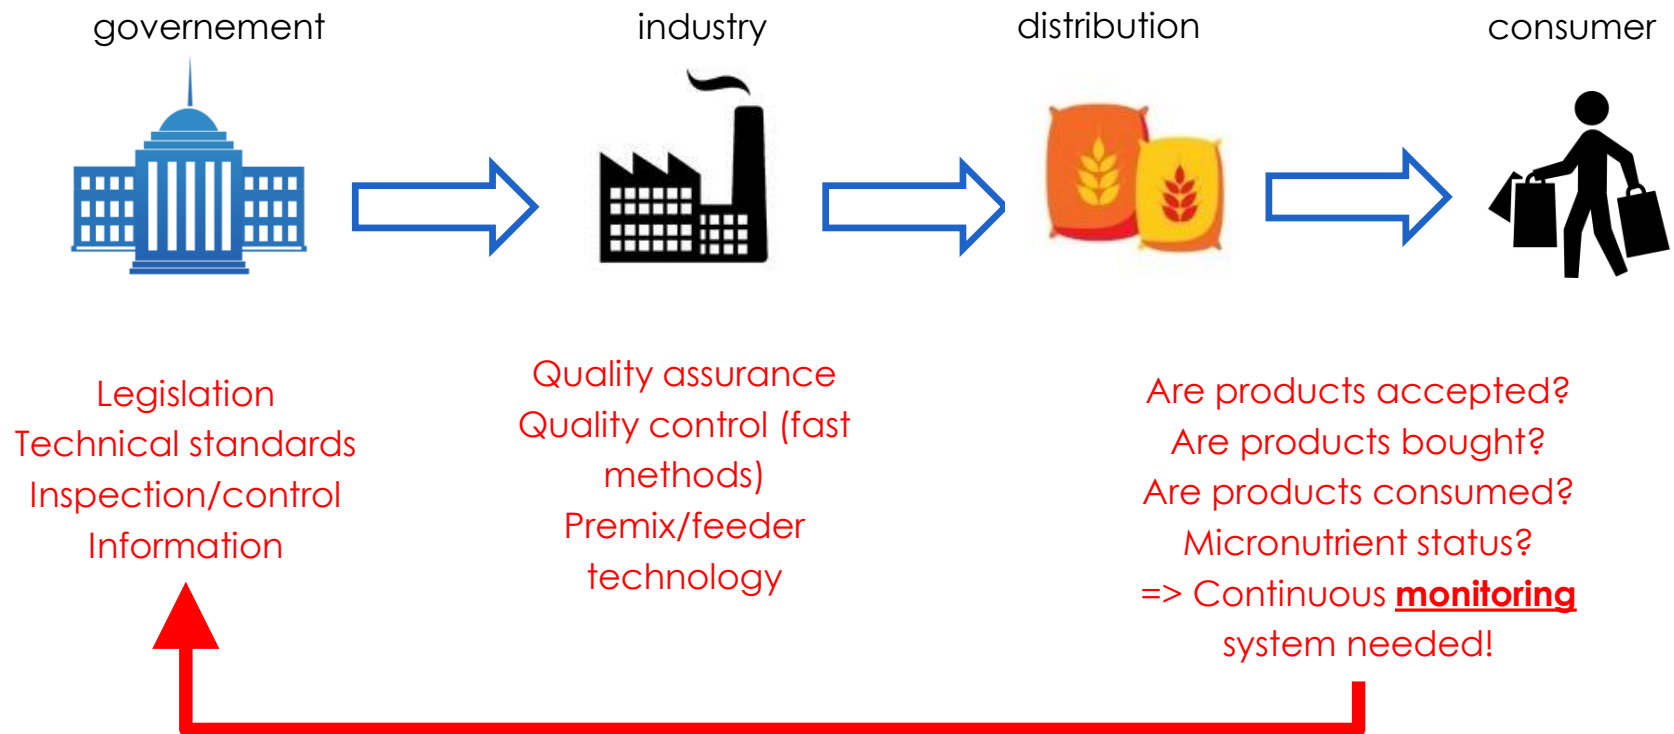 governement
industry
distribution
consumer
Legislation
Technical standards
Inspection/control
Information
Quality assurance
Quality control (fast
methods)
Premix/feeder
technology
Are products accepted?
Are products bought?
Are products consumed?
Micronutrient status?
=> Continuous monitoring
system needed!